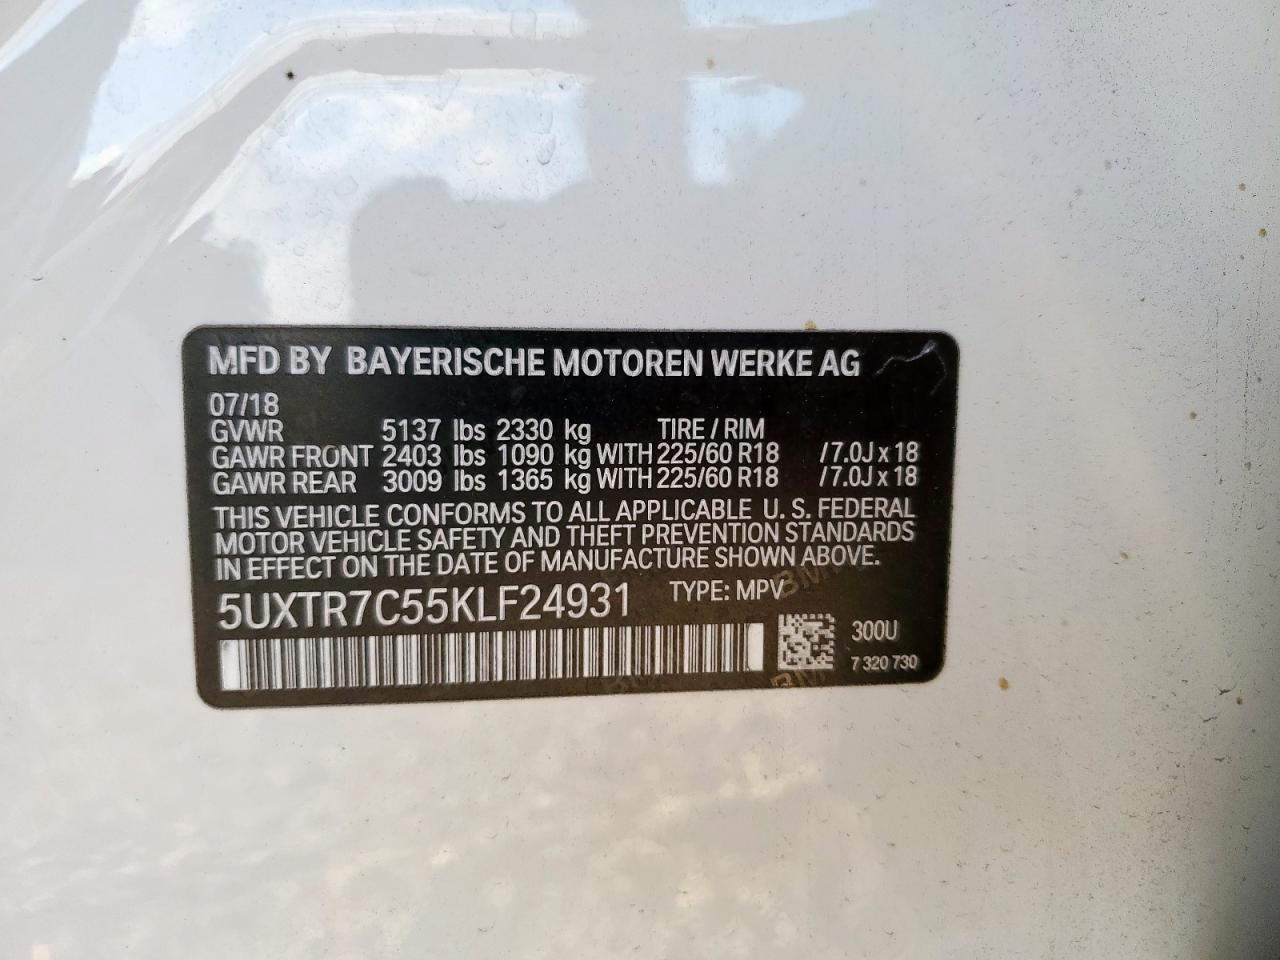 MFD BY BAYERISCHE MOTOREN WERKE AG
07/18
GVWR 5137 lbs 2330 kg TIRE / RIM
GAWR FRONT 2403 lbs 1090 kg WITH 225/60 R18 / 7.0J x 18
GAWR REAR 3009 lbs 1365 kg WITH 225/60 R18 / 7.0J x 18
THIS VEHICLE CONFORMS TO ALL APPLICABLE U. S. FEDERAL
MOTOR VEHICLE SAFETY AND THEFT PREVENTION STANDARDS
IN EFFECT ON THE DATE OF MANUFACTURE SHOWN ABOVE.
5UXTR7C55KLF24931 TYPE: MPV
300U
7 320 730